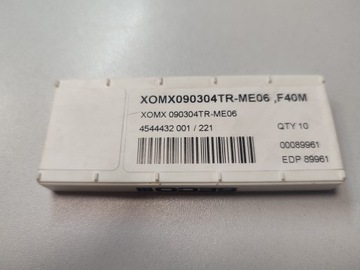 XOMX090304TR-ME06 ,F40M
XOMX 090304TR-ME06
4544432 001 / 221
QTY 10
00089961
EDP 89961